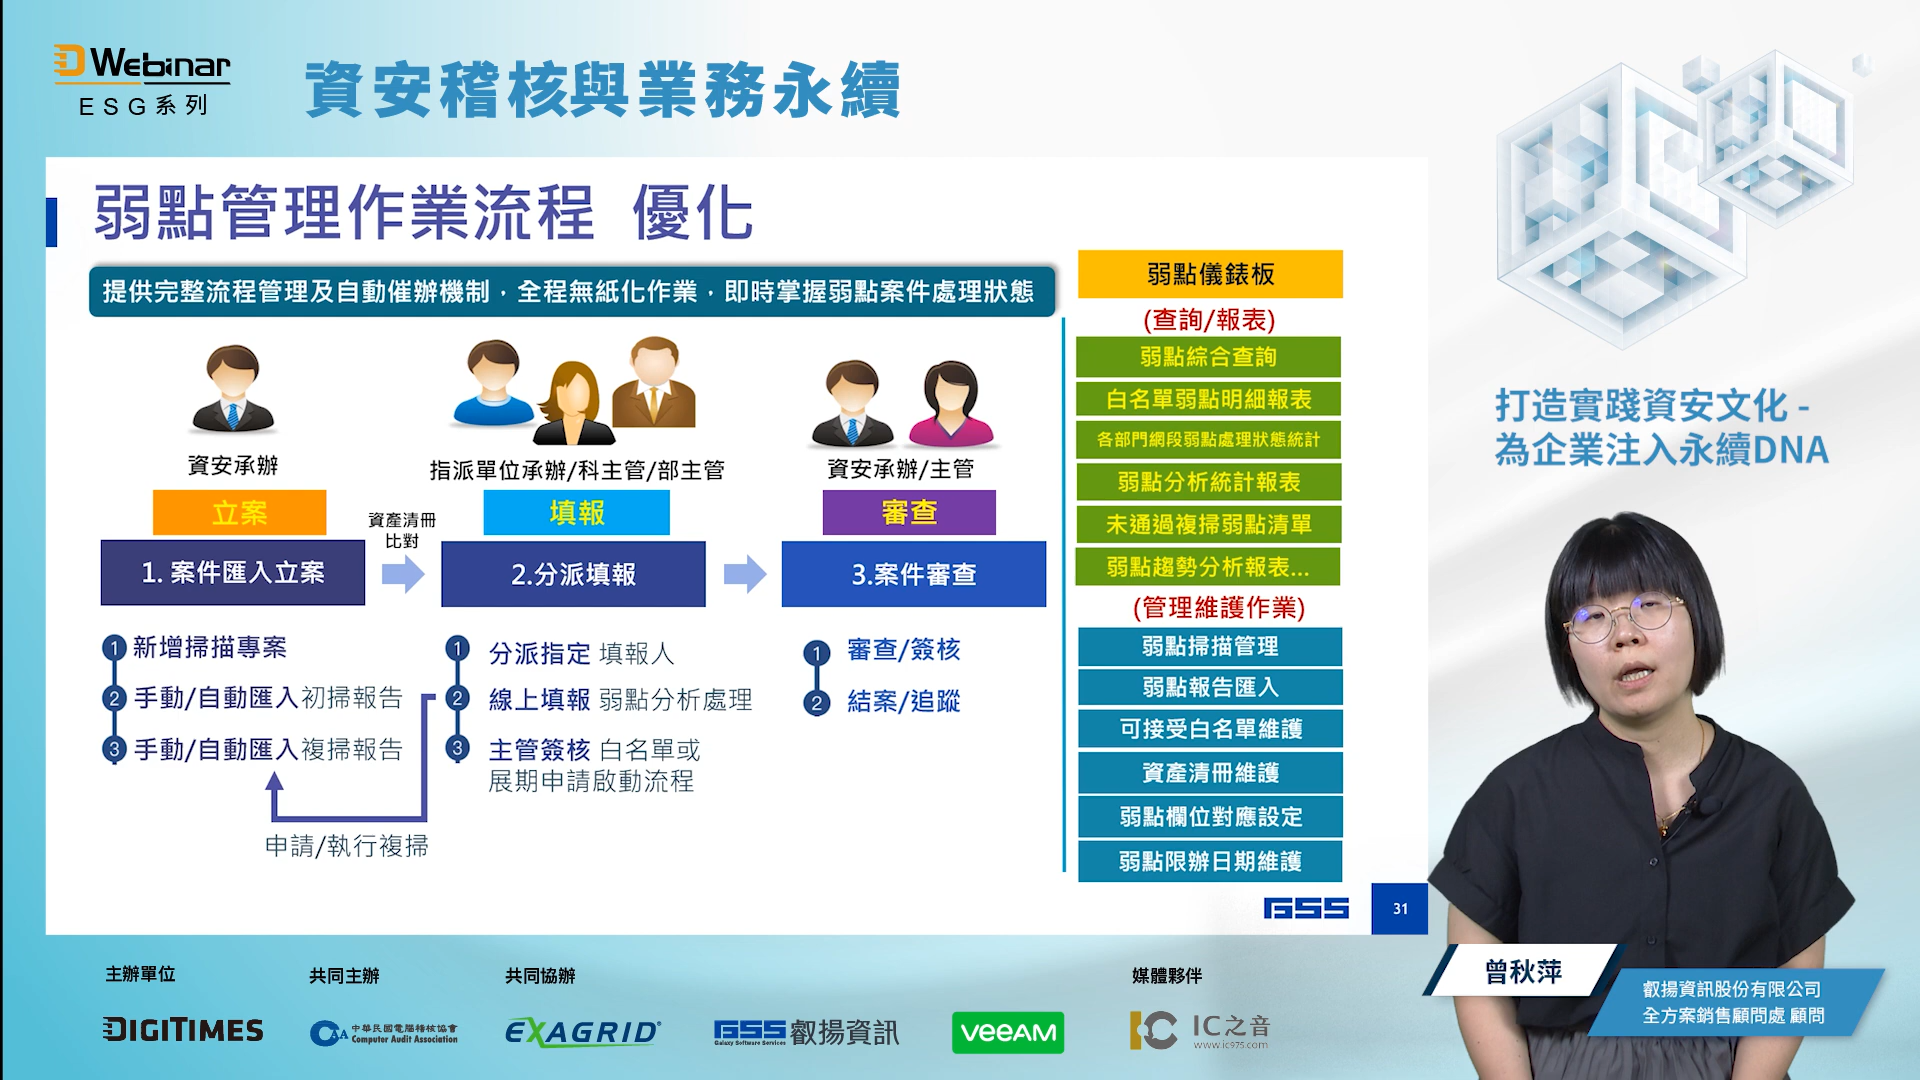 D Webinar
ESG系列
資安稽核與業務永續
弱點管理作業流程 優化
提供完整流程管理及自動催辦機制，全程無紙化作業，即時掌握弱點案件處理狀態
資安承辦
立案
1. 案件匯入立案
1 新增掃描專案
2 手動/自動匯入初掃報告
3 手動/自動匯入複掃報告
申請/執行複掃
資產清冊
比對
指派單位承辦/科主管/部主管
填報
2.分派填報
1 分派指定 填報人
2 線上填報 弱點分析處理
3 主管簽核 白名單或
展期申請啟動流程
資安承辦/主管
審查
3.案件審查
1 審查/簽核
2 結案/追蹤
弱點儀錶板
(查詢/報表)
弱點綜合查詢
白名單弱點明細報表
各部門網段弱點處理狀態統計
弱點分析統計報表
未通過複掃弱點清單
弱點趨勢分析報表...
(管理維護作業)
弱點掃描管理
弱點報告匯入
可接受白名單維護
資產清冊維護
弱點欄位對應設定
弱點限辦日期維護
GSS
31
打造實踐資安文化 -
為企業注入永續DNA
曾秋萍
叡揚資訊股份有限公司
全方案銷售顧問處 顧問
主辦單位
DIGITIMES
共同主辦
CAA 中華民國電腦稽核協會
Computer Audit Association
共同協辦
EXAGRID
GSS 叡揚資訊
Galaxy Software Services
veeAM
媒體夥伴
IC IC之音
www.ic975.com